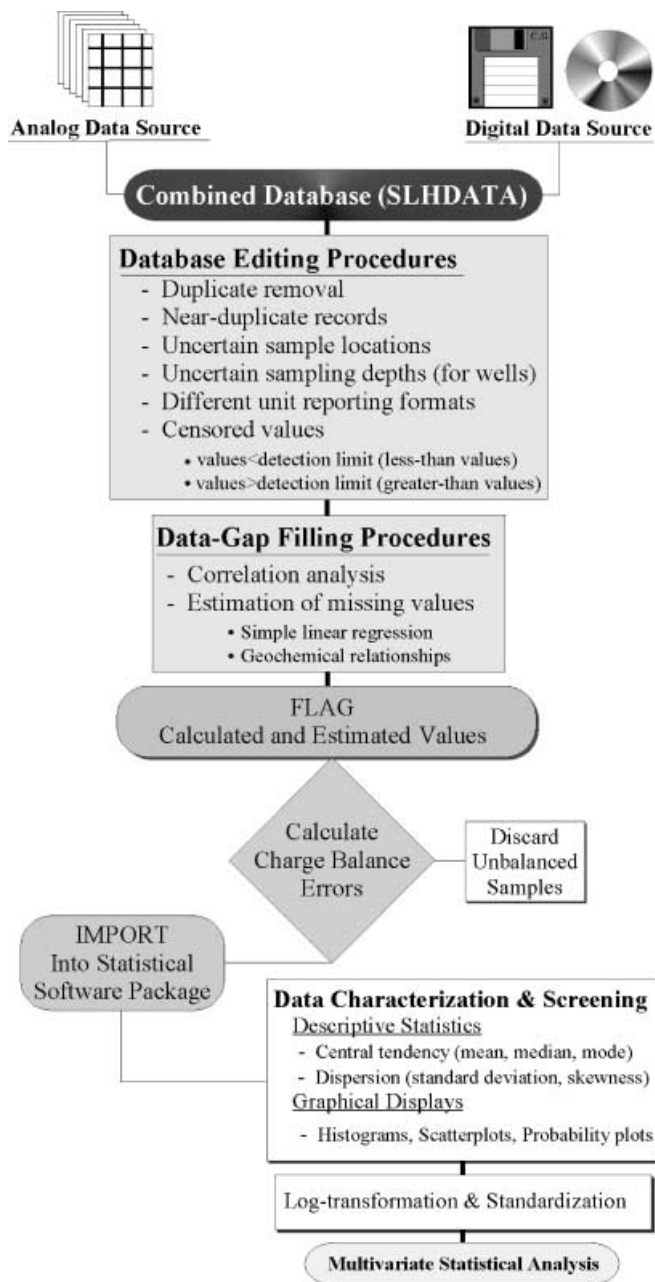 C.G
Analog Data Source
Digital Data Source
Combined Database (SLHDATA)
Database Editing Procedures
- Duplicate removal
- Near-duplicate records
- Uncertain sample locations
- Uncertain sampling depths (for wells)
- Different unit reporting formats
- Censored values
• values<detection limit (less-than values)
• values>detection limit (greater-than values)
Data-Gap Filling Procedures
- Correlation analysis
- Estimation of missing values
• Simple linear regression
• Geochemical relationships
FLAG
Calculated and Estimated Values
Calculate
Charge Balance
Errors
Discard
Unbalanced
Samples
IMPORT
Into Statistical
Software Package
Data Characterization & Screening
Descriptive Statistics
- Central tendency (mean, median, mode)
- Dispersion (standard deviation, skewness)
Graphical Displays
- Histograms, Scatterplots, Probability plots
Log-transformation & Standardization
Multivariate Statistical Analysis